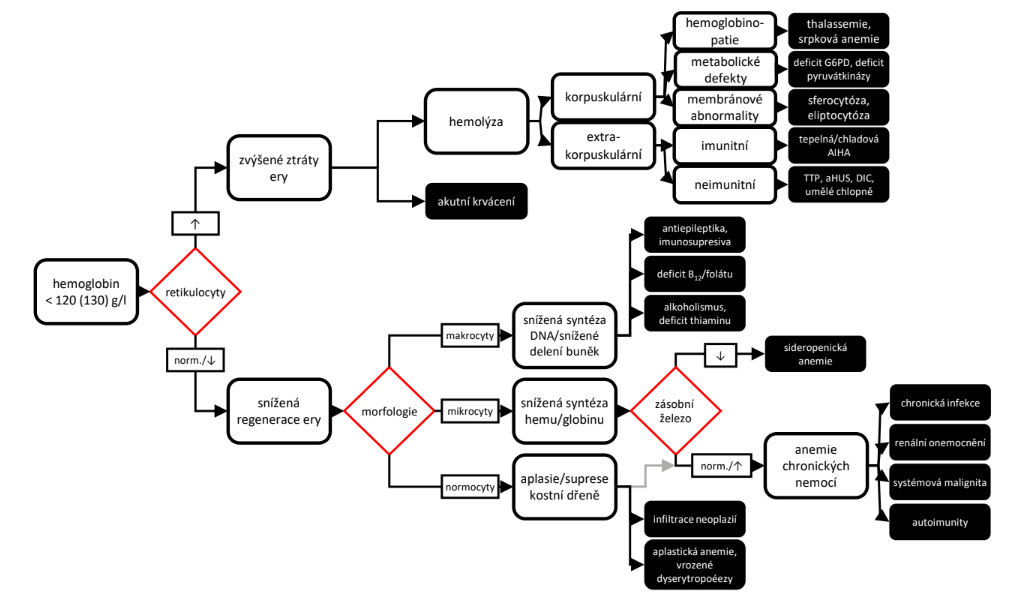 hemoglobin
< 120 (130) g/l
retikulocyty
↑
zvýšené ztráty
ery
hemolýza
korpuskulární
hemoglobino-
patie
thalassemie,
srpková anemie
metabolické
defekty
deficit G6PD, deficit
pyruvátkinázy
membránové
abnormality
sferocytóza,
eliptocytóza
extra-
korpuskulární
imunitní
tepelná/chladová
AIHA
neimunitní
TTP, aHUS, DIC,
umělé chlopně
akutní krvácení
norm./↓
snížená
regenerace ery
morfologie
makrocyty
snížená syntéza
DNA/snížené
delení buněk
antiepileptika,
imunosupresiva
deficit B12/folátu
alkoholismus,
deficit thiaminu
mikrocyty
snížená syntéza
hemu/globinu
zásobní
železo
↓
sideropenická
anemie
norm./↑
anemie
chronických
nemocí
chronická infekce
renální onemocnění
systémová malignita
autoimunity
normocyty
aplasie/suprese
kostní dřeně
infiltrace neoplazií
aplastická anemie,
vrozené
dyserytropoézy